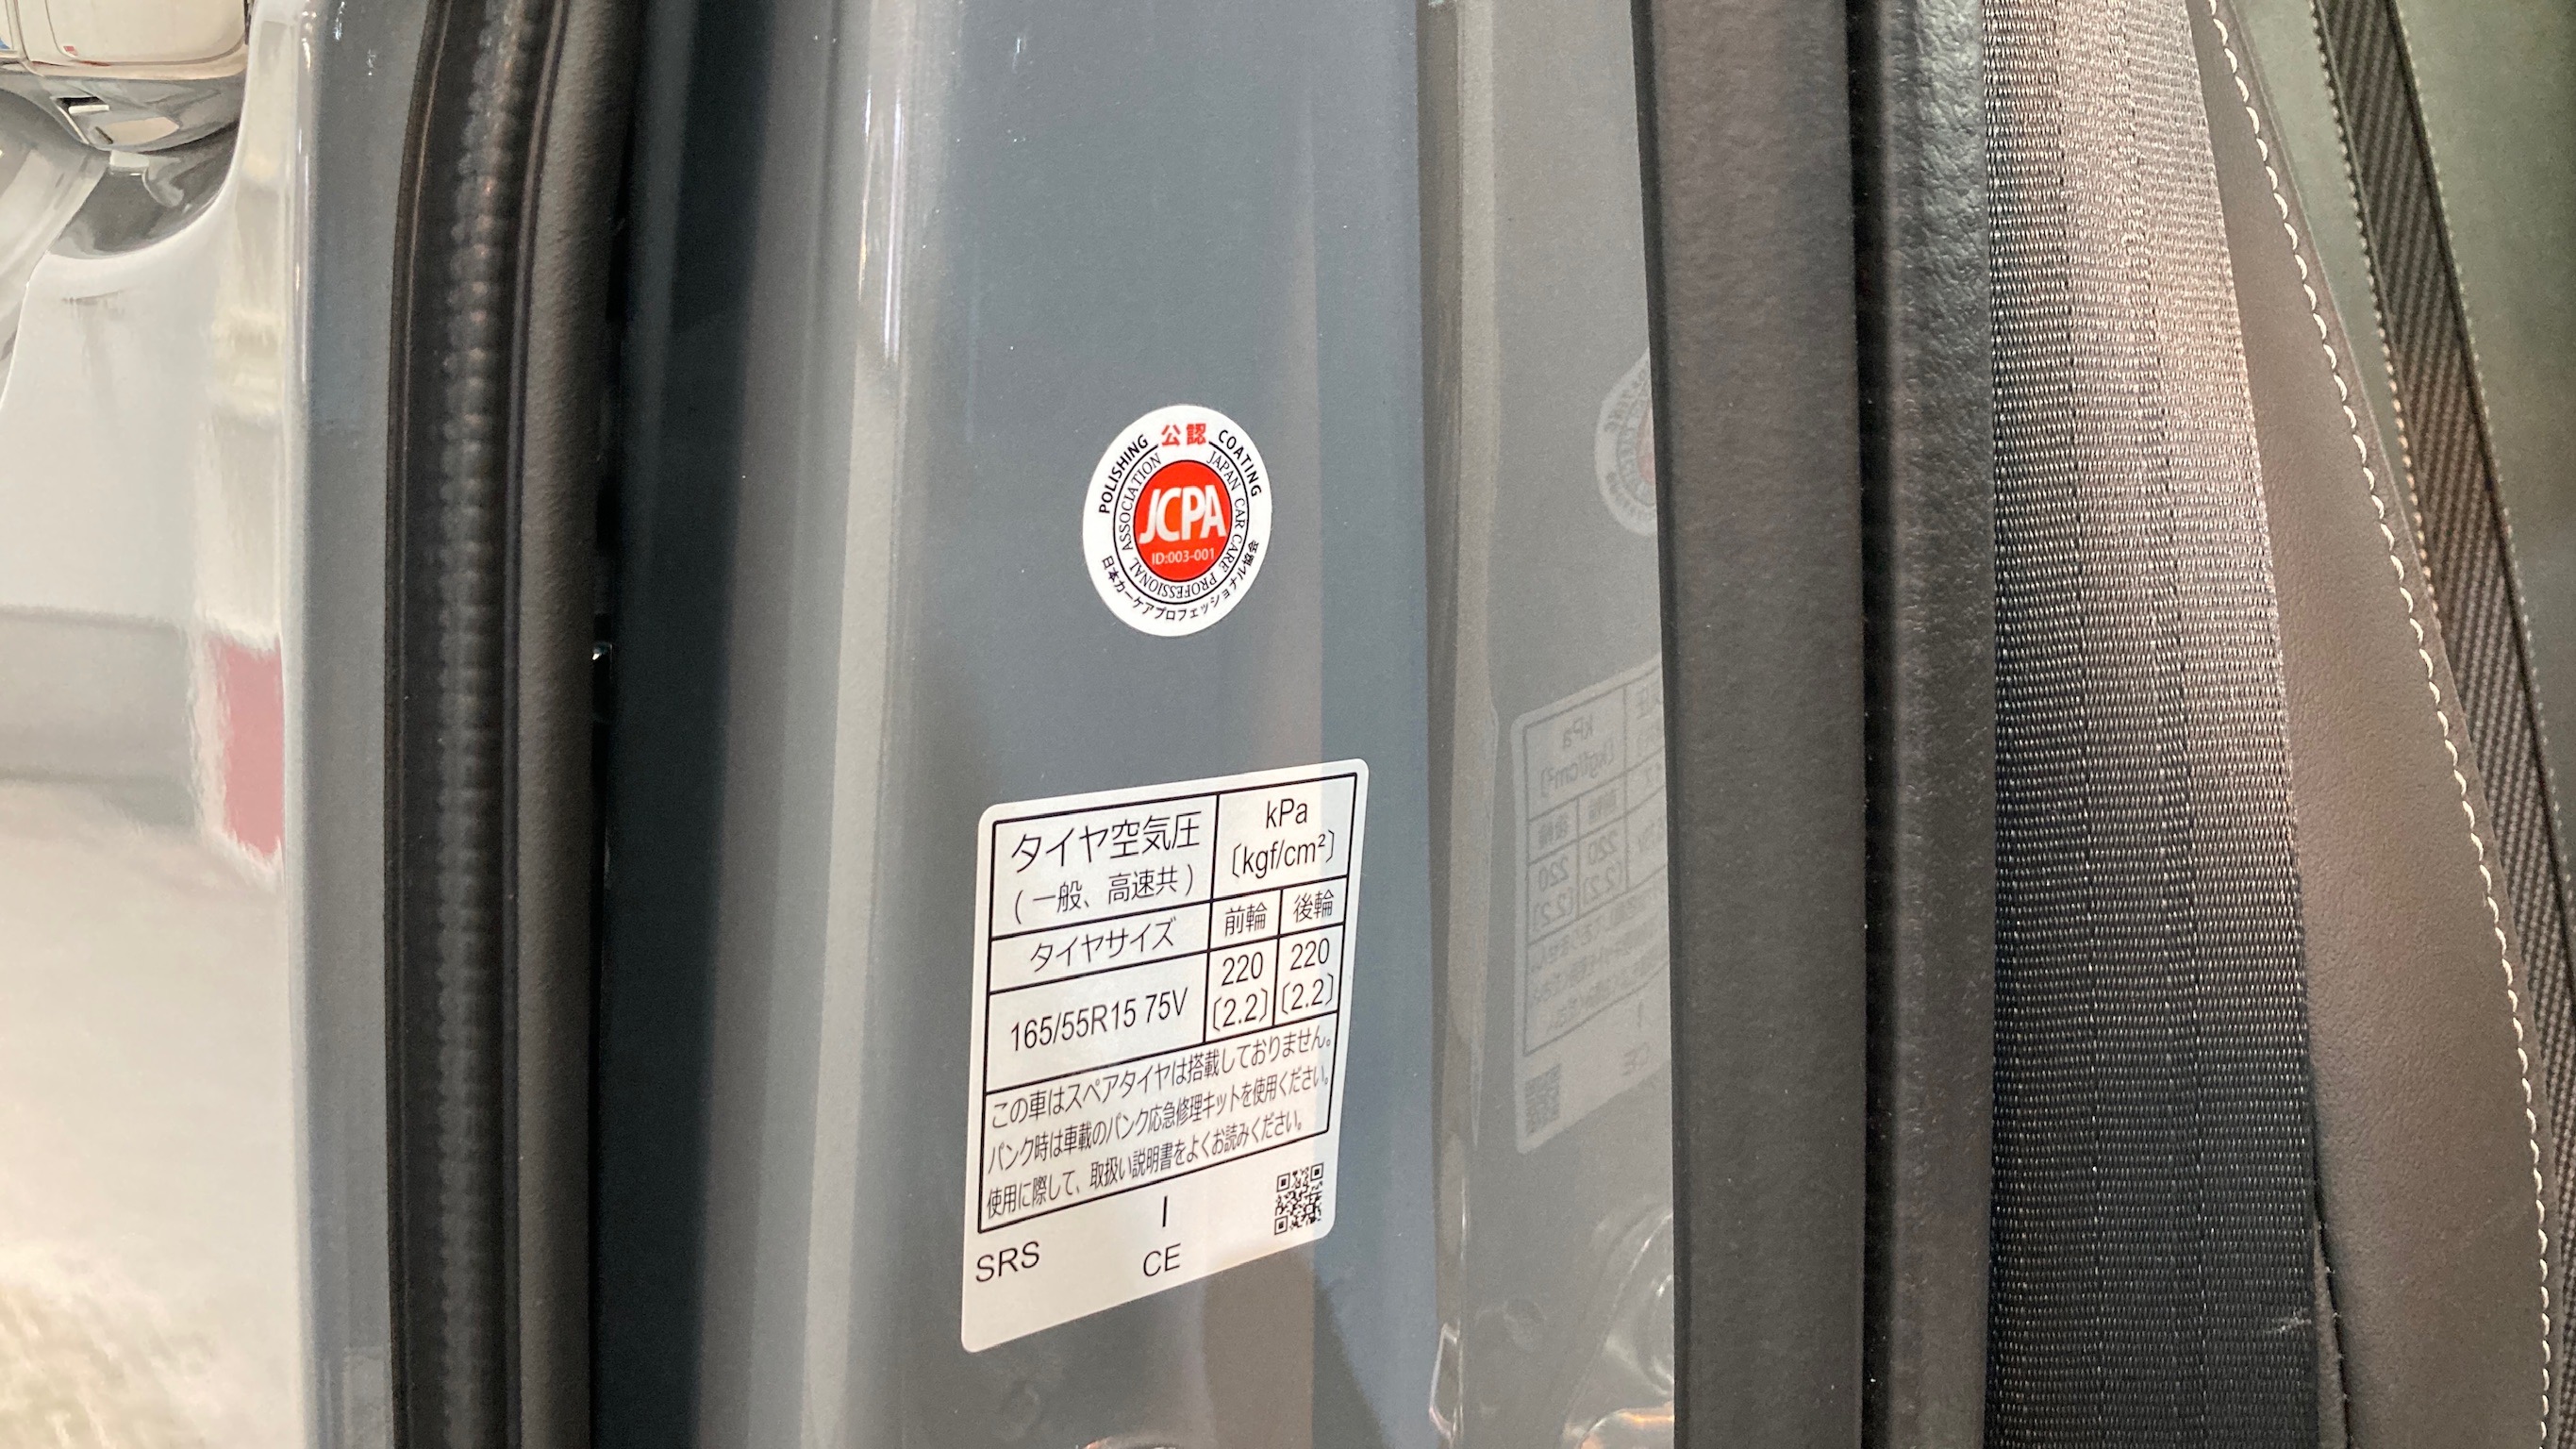 公認
POLISHING COATING
JAPAN CAR CARE PROFESSIONAL ASSOCIATION
JCPA
ID:003-001
日本カーケアプロフェッショナル協会
タイヤ空気圧
(一般、高速共)
kPa
〔kgf/cm²〕
タイヤサイズ
前輪
後輪
165/55R15 75V
220
〔2.2〕
220
〔2.2〕
この車はスペアタイヤは搭載しておりません。
パンク時は車載のパンク応急修理キットを使用ください。
使用に際して、取扱い説明書をよくお読みください。
I
SRS CE